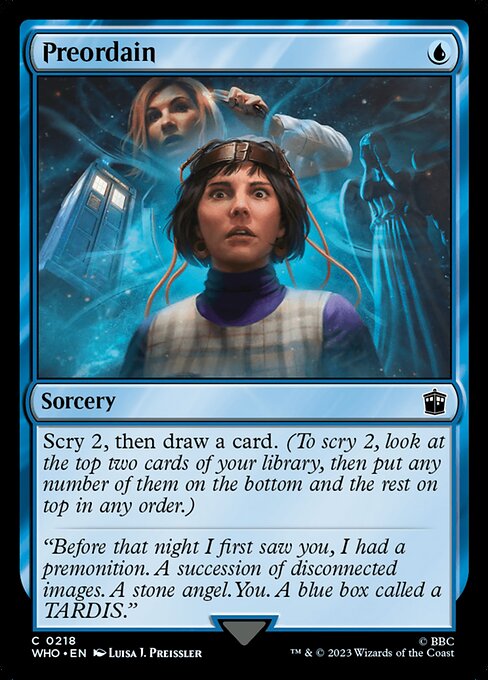 Preordain
Sorcery
Scry 2, then draw a card. (To scry 2, look at
the top two cards of your library, then put any
number of them on the bottom and the rest on
top in any order.)
“Before that night I first saw you, I had a
premonition. A succession of disconnected
images. A stone angel. You. A blue box called a
TARDIS.”
C 0218
WHO • EN Luisa J. Preissler
© BBC
™ & © 2023 Wizards of the Coast